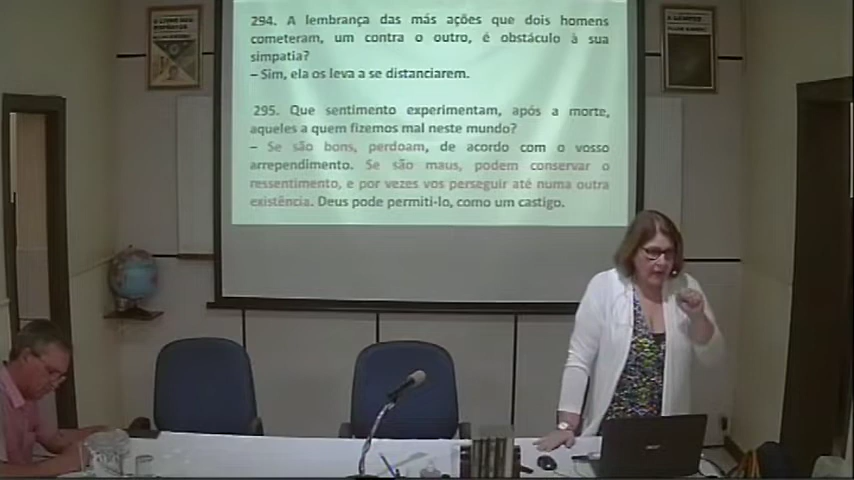 294. A lembrança das más ações que dois homens
cometeram, um contra o outro, é obstáculo à sua
simpatia?
– Sim, ela os leva a se distanciarem.
295. Que sentimento experimentam, após a morte,
aqueles a quem fizemos mal neste mundo?
– Se são bons, perdoam, de acordo com o vosso
arrependimento. Se são maus, podem conservar o
ressentimento, e por vezes vos perseguir até numa outra
existência. Deus pode permiti-lo, como um castigo.
acer